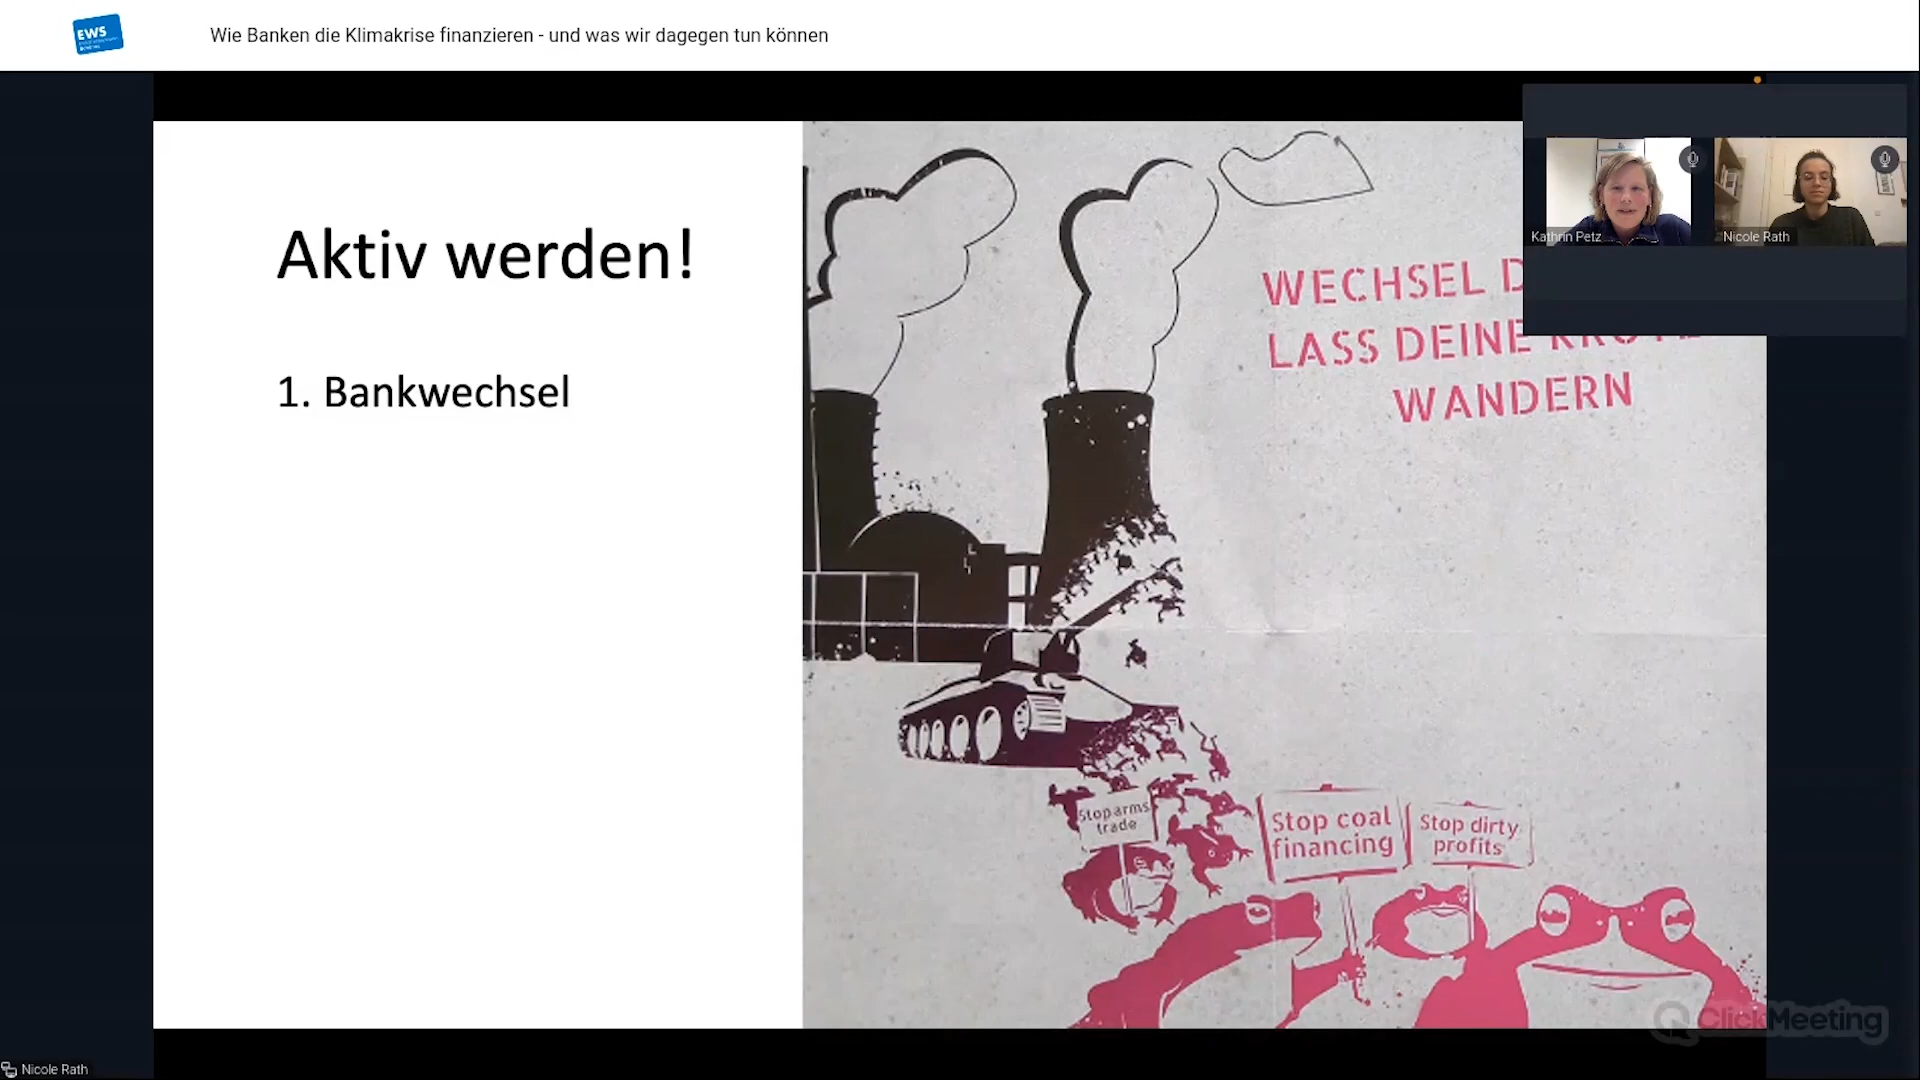 EWS
Wie Banken die Klimakrise finanzieren - und was wir dagegen tun können
Kathrin Petz
Nicole Rath
Aktiv werden!
1. Bankwechsel
WECHSEL
LASS DEINE
WANDERN
Stop arms
trade
Stop coal
financing
Stop dirty
profits
ClickMeeting
Nicole Rath